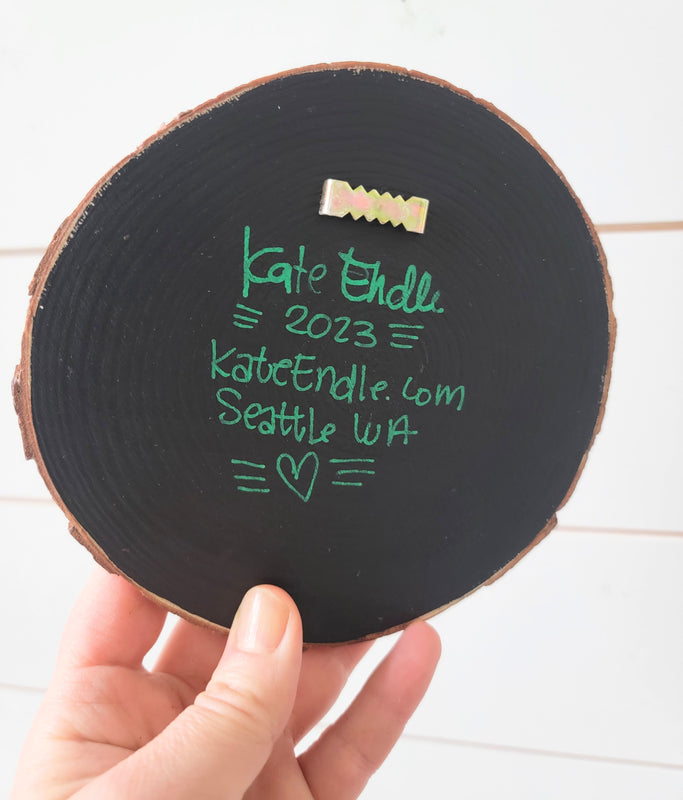 Kate Endle
2023
KateEndle.com
Seattle WA